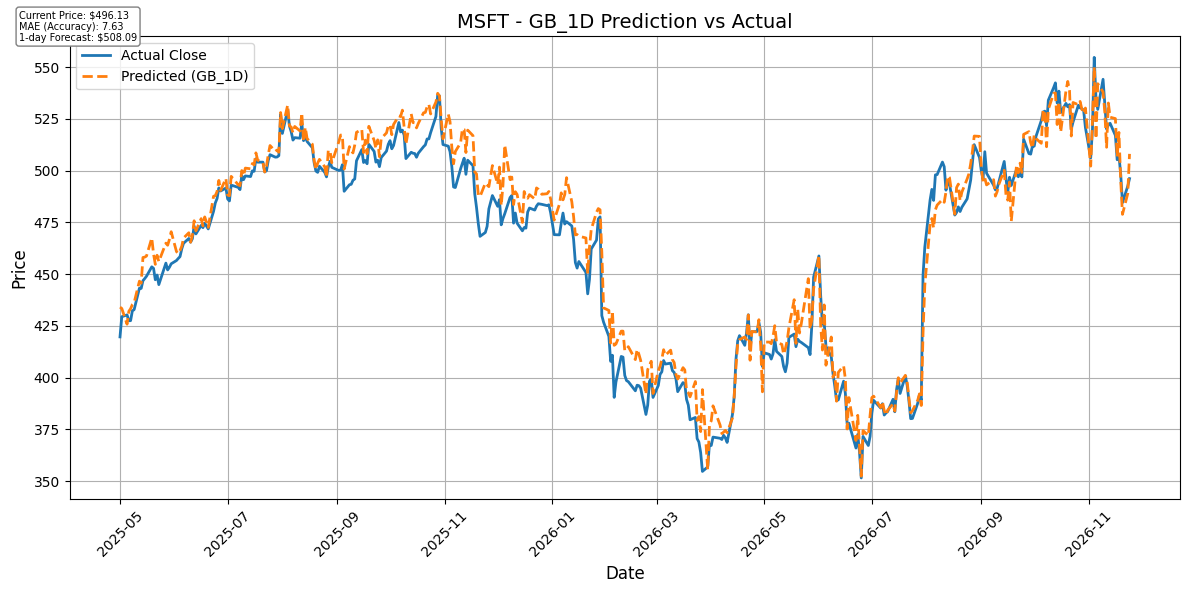 MSFT - GB_1D Prediction vs Actual
Current Price: $496.13
MAE (Accuracy): 7.63
1-day Forecast: $508.09
Actual Close
Predicted (GB_1D)
Price
550
525
500
475
450
425
400
375
350
2025-05
2025-07
2025-09
2025-11
2026-01
2026-03
2026-05
2026-07
2026-09
2026-11
Date